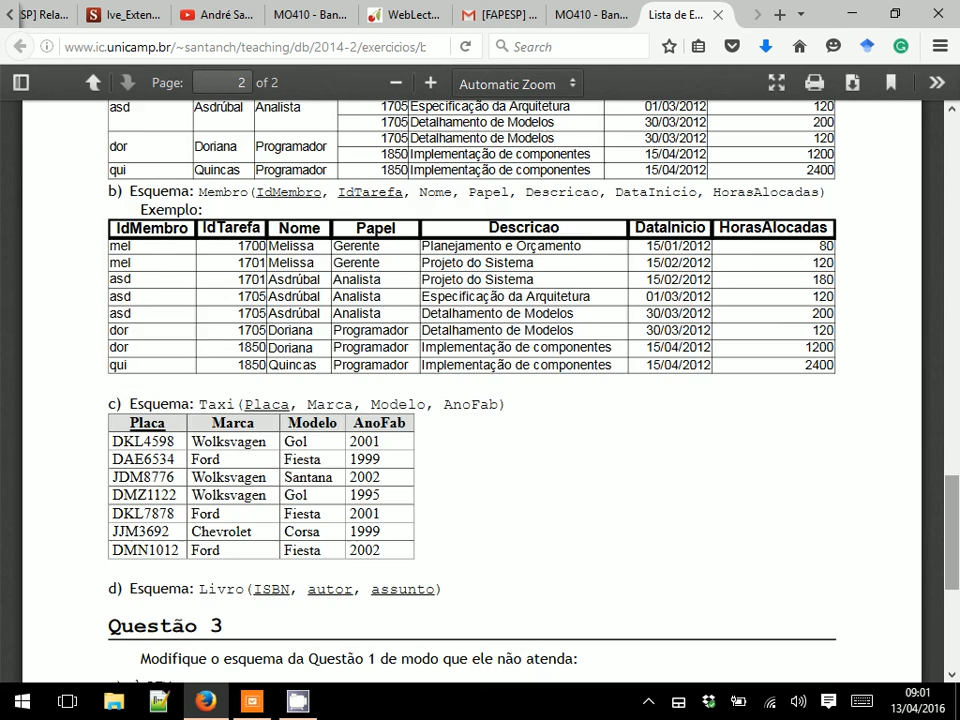 SP] Rela... Ive_Exten... André Sa... MO410 - Ban... WebLect... [FAPESP] ... MO410 - Ban... Lista de E...
www.ic.unicamp.br/~santanch/teaching/db/2014-2/exercicios/b Search
Page: 2 of 2 Automatic Zoom
asd Asdrúbal Analista 1705 Especificação da Arquitetura 01/03/2012 120
1705 Detalhamento de Modelos 30/03/2012 200
dor Doriana Programador 1705 Detalhamento de Modelos 30/03/2012 120
1850 Implementação de componentes 15/04/2012 1200
qui Quincas Programador 1850 Implementação de componentes 15/04/2012 2400
b) Esquema: Membro(IdMembro, IdTarefa, Nome, Papel, Descricao, DataInicio, HorasAlocadas)
Exemplo:
IdMembro IdTarefa Nome Papel Descricao DataInicio HorasAlocadas
mel 1700 Melissa Gerente Planejamento e Orçamento 15/01/2012 80
mel 1701 Melissa Gerente Projeto do Sistema 15/02/2012 120
asd 1701 Asdrúbal Analista Projeto do Sistema 15/02/2012 180
asd 1705 Asdrúbal Analista Especificação da Arquitetura 01/03/2012 120
asd 1705 Asdrúbal Analista Detalhamento de Modelos 30/03/2012 200
dor 1705 Doriana Programador Detalhamento de Modelos 30/03/2012 120
dor 1850 Doriana Programador Implementação de componentes 15/04/2012 1200
qui 1850 Quincas Programador Implementação de componentes 15/04/2012 2400
c) Esquema: Taxi(Placa, Marca, Modelo, AnoFab)
Placa Marca Modelo AnoFab
DKL4598 Wolksvagen Gol 2001
DAE6534 Ford Fiesta 1999
JDM8776 Wolksvagen Santana 2002
DMZ1122 Wolksvagen Gol 1995
DKL7878 Ford Fiesta 2001
JJM3692 Chevrolet Corsa 1999
DMN1012 Ford Fiesta 2002
d) Esquema: Livro(ISBN, autor, assunto)
Questão 3
Modifique o esquema da Questão 1 de modo que ele não atenda:
09:01
13/04/2016